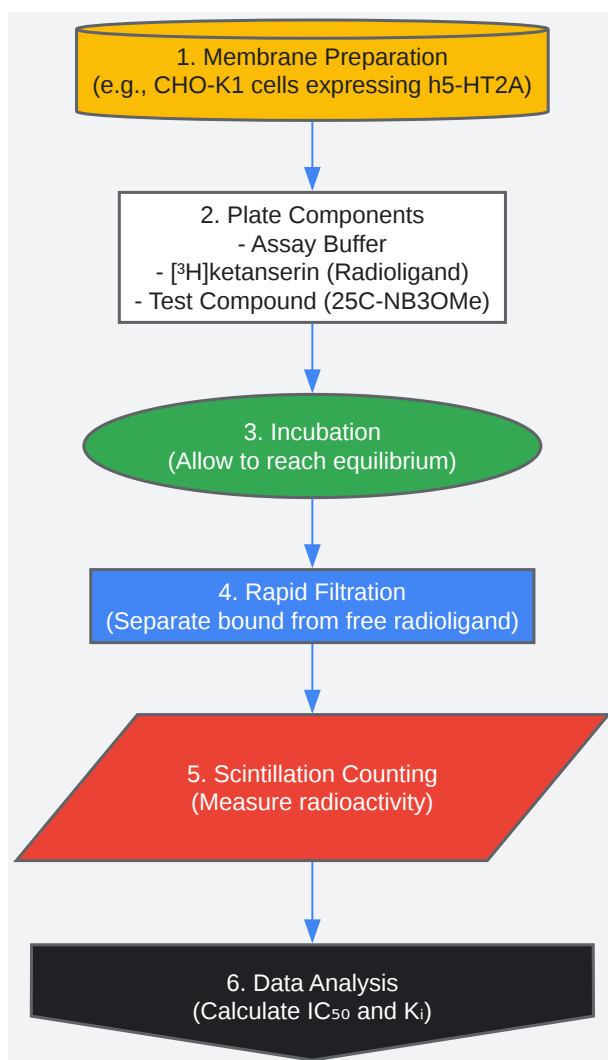 1. Membrane Preparation
(e.g., CHO-K1 cells expressing h5-HT2A)
2. Plate Components
- Assay Buffer
- [³H]ketanserin (Radioligand)
- Test Compound (25C-NB3OMe)
3. Incubation
(Allow to reach equilibrium)
4. Rapid Filtration
(Separate bound from free radioligand)
5. Scintillation Counting
(Measure radioactivity)
6. Data Analysis
(Calculate IC₅₀ and Kᵢ)